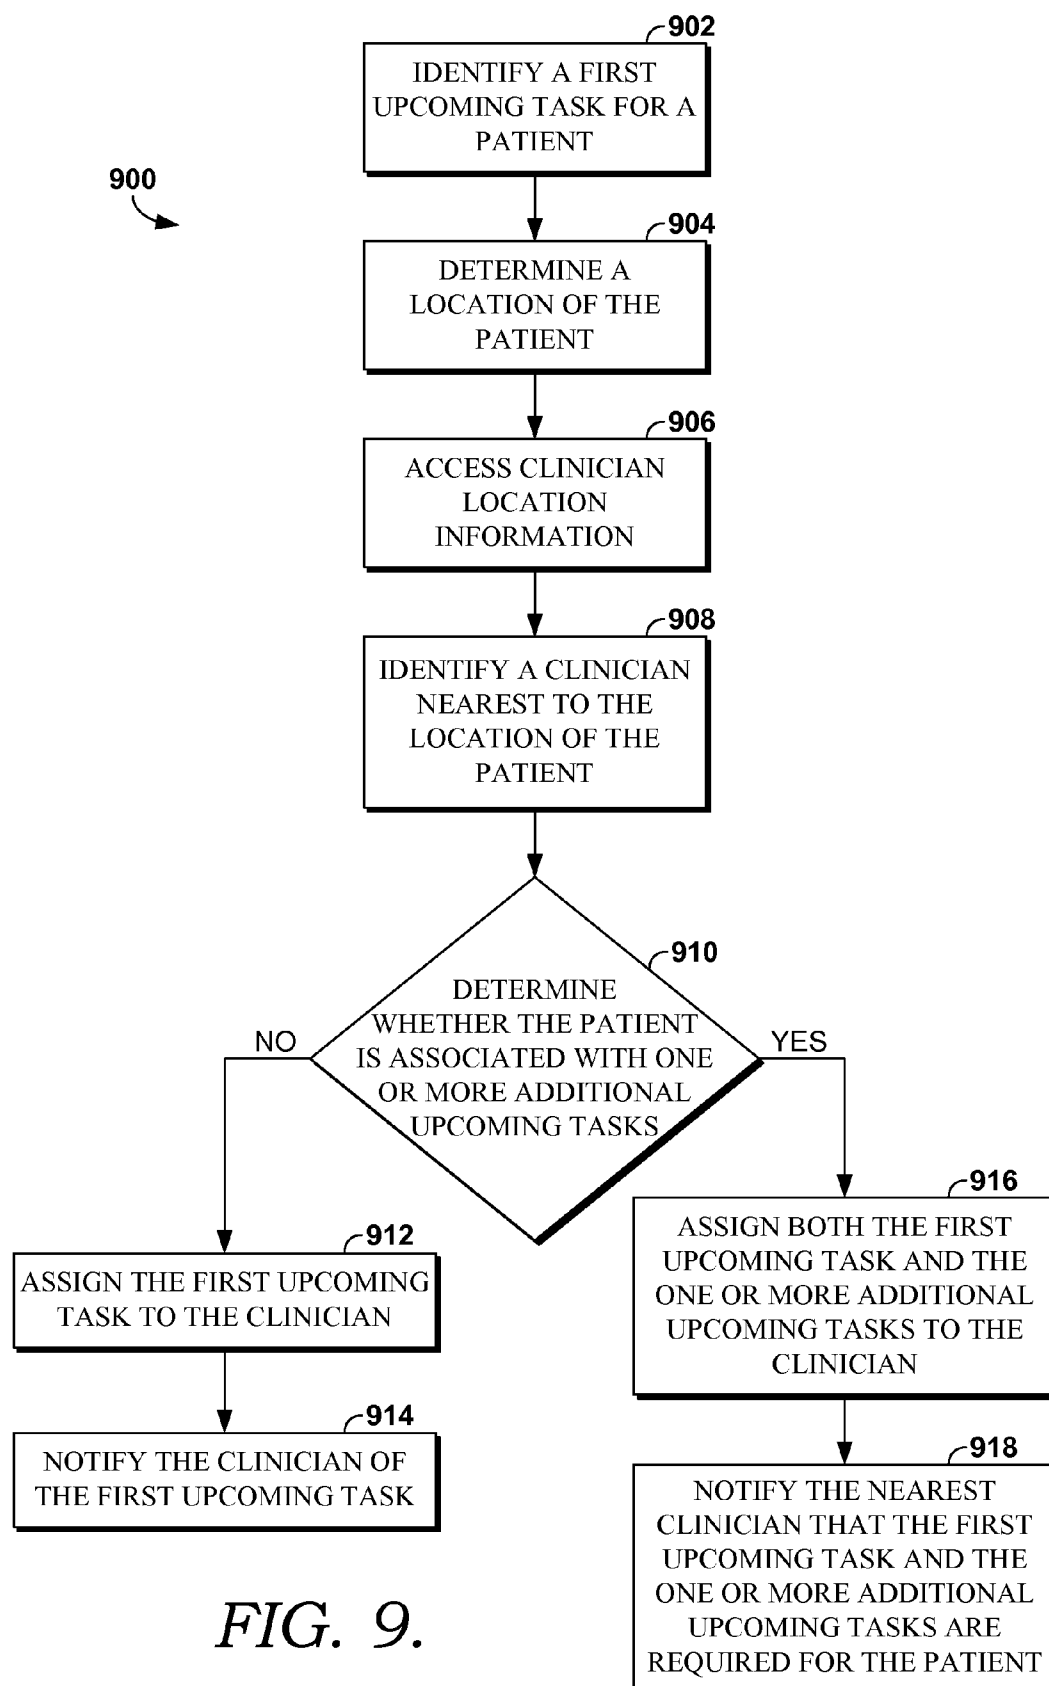 902
IDENTIFY A FIRST
UPCOMING TASK FOR A
PATIENT
900
904
DETERMINE A
LOCATION OF THE
PATIENT
906
ACCESS CLINICIAN
LOCATION
INFORMATION
908
IDENTIFY A CLINICIAN
NEAREST TO THE
LOCATION OF THE
PATIENT
910
DETERMINE
WHETHER THE PATIENT
IS ASSOCIATED WITH ONE
OR MORE ADDITIONAL
UPCOMING TASKS
NO
YES
912
ASSIGN THE FIRST UPCOMING
TASK TO THE CLINICIAN
914
NOTIFY THE CLINICIAN OF
THE FIRST UPCOMING TASK
916
ASSIGN BOTH THE FIRST
UPCOMING TASK AND THE
ONE OR MORE ADDITIONAL
UPCOMING TASKS TO THE
CLINICIAN
918
NOTIFY THE NEAREST
CLINICIAN THAT THE FIRST
UPCOMING TASK AND THE
ONE OR MORE ADDITIONAL
UPCOMING TASKS ARE
REQUIRED FOR THE PATIENT
FIG. 9.